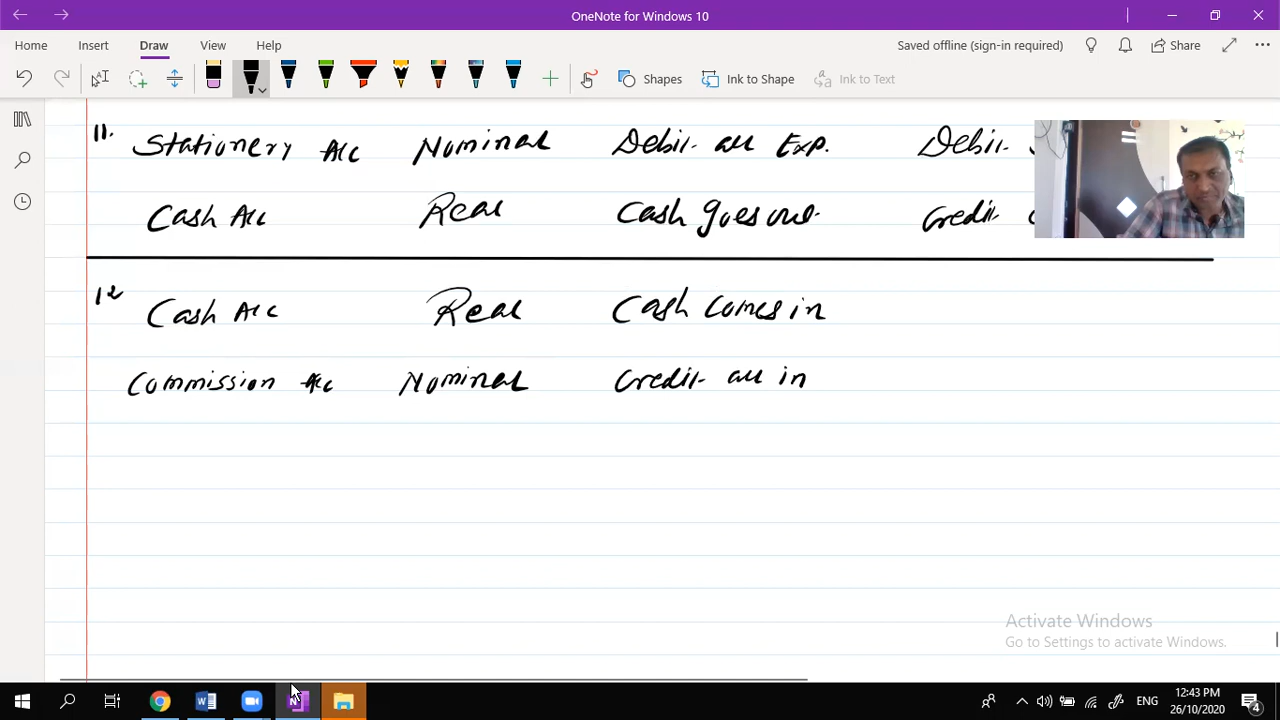 OneNote for Windows 10
Home Insert Draw View Help
Saved offline (sign-in required) Share
Shapes Ink to Shape Ink to Text
11. Stationery A/c Nominal Debit all Exp. Debit
Cash A/c Real Cash goes out Credit
12 Cash A/c Real Cash Comes in
Commission A/c Nominal Credit all in
Activate Windows
Go to Settings to activate Windows.
ENG
12:43 PM
26/10/2020
4